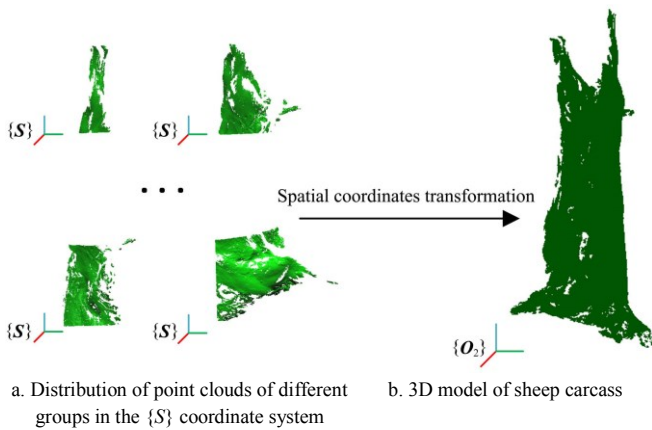 {S}
{S}
• • •
Spatial coordinates transformation
{S}
{S}
{O₂}
a. Distribution of point clouds of different
groups in the {S} coordinate system
b. 3D model of sheep carcass